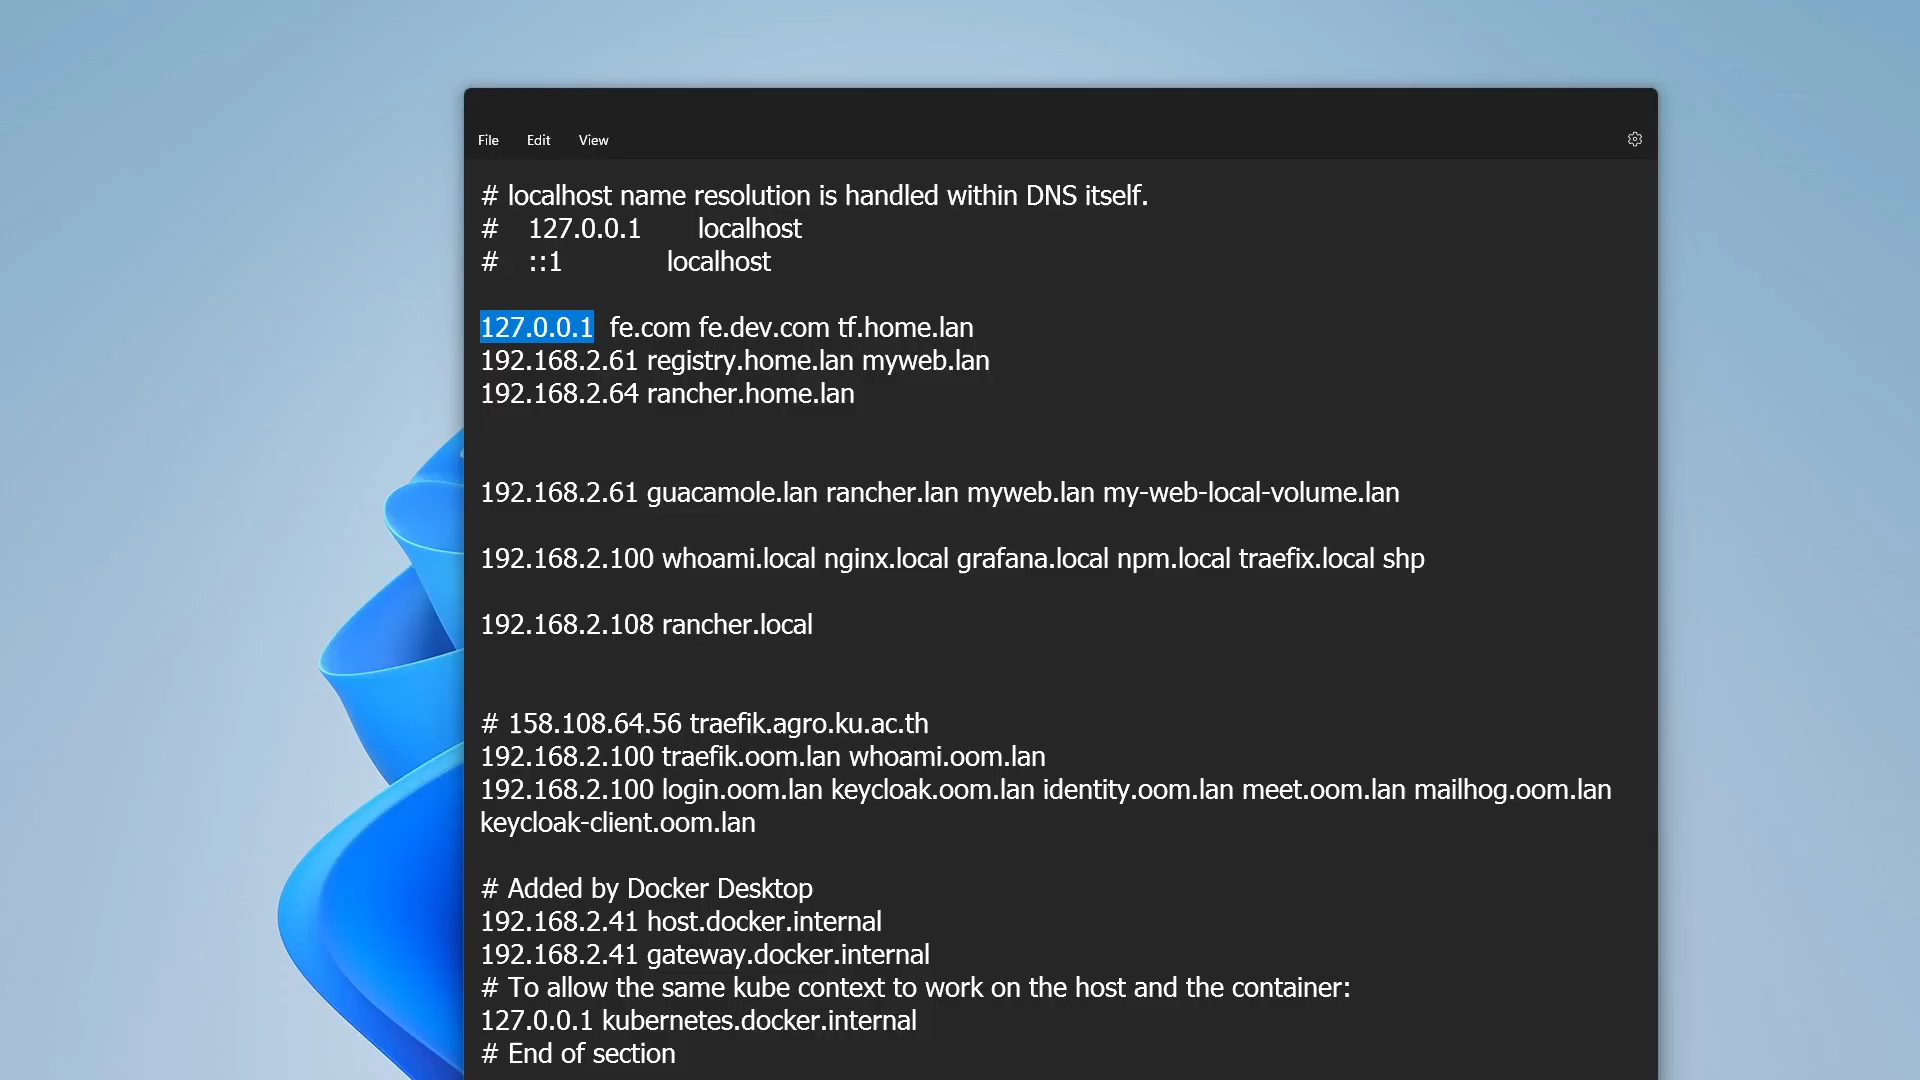 File Edit View
# localhost name resolution is handled within DNS itself.
# 127.0.0.1 localhost
# ::1 localhost
127.0.0.1 fe.com fe.dev.com tf.home.lan
192.168.2.61 registry.home.lan myweb.lan
192.168.2.64 rancher.home.lan
192.168.2.61 guacamole.lan rancher.lan myweb.lan my-web-local-volume.lan
192.168.2.100 whoami.local nginx.local grafana.local npm.local traefix.local shp
192.168.2.108 rancher.local
# 158.108.64.56 traefik.agro.ku.ac.th
192.168.2.100 traefik.oom.lan whoami.oom.lan
192.168.2.100 login.oom.lan keycloak.oom.lan identity.oom.lan meet.oom.lan mailhog.oom.lan
keycloak-client.oom.lan
# Added by Docker Desktop
192.168.2.41 host.docker.internal
192.168.2.41 gateway.docker.internal
# To allow the same kube context to work on the host and the container:
127.0.0.1 kubernetes.docker.internal
# End of section